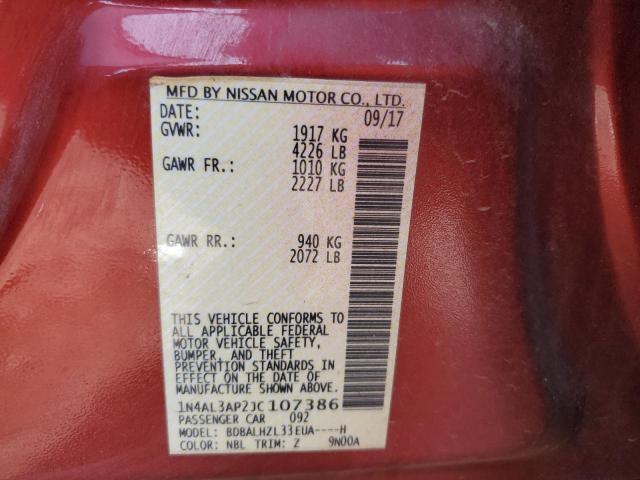 MFD BY NISSAN MOTOR CO., LTD.
DATE: 09/17
GVWR: 1917 KG
4226 LB
GAWR FR.: 1010 KG
2227 LB
GAWR RR.: 940 KG
2072 LB
THIS VEHICLE CONFORMS TO
ALL APPLICABLE FEDERAL
MOTOR VEHICLE SAFETY,
BUMPER, AND THEFT
PREVENTION STANDARDS IN
EFFECT ON THE DATE OF
MANUFACTURE SHOWN ABOVE.
1N4AL3AP2JC107386
PASSENGER CAR 092
MODEL: BDBALHZL33EUA----H
COLOR: NBL TRIM: Z 9N00A